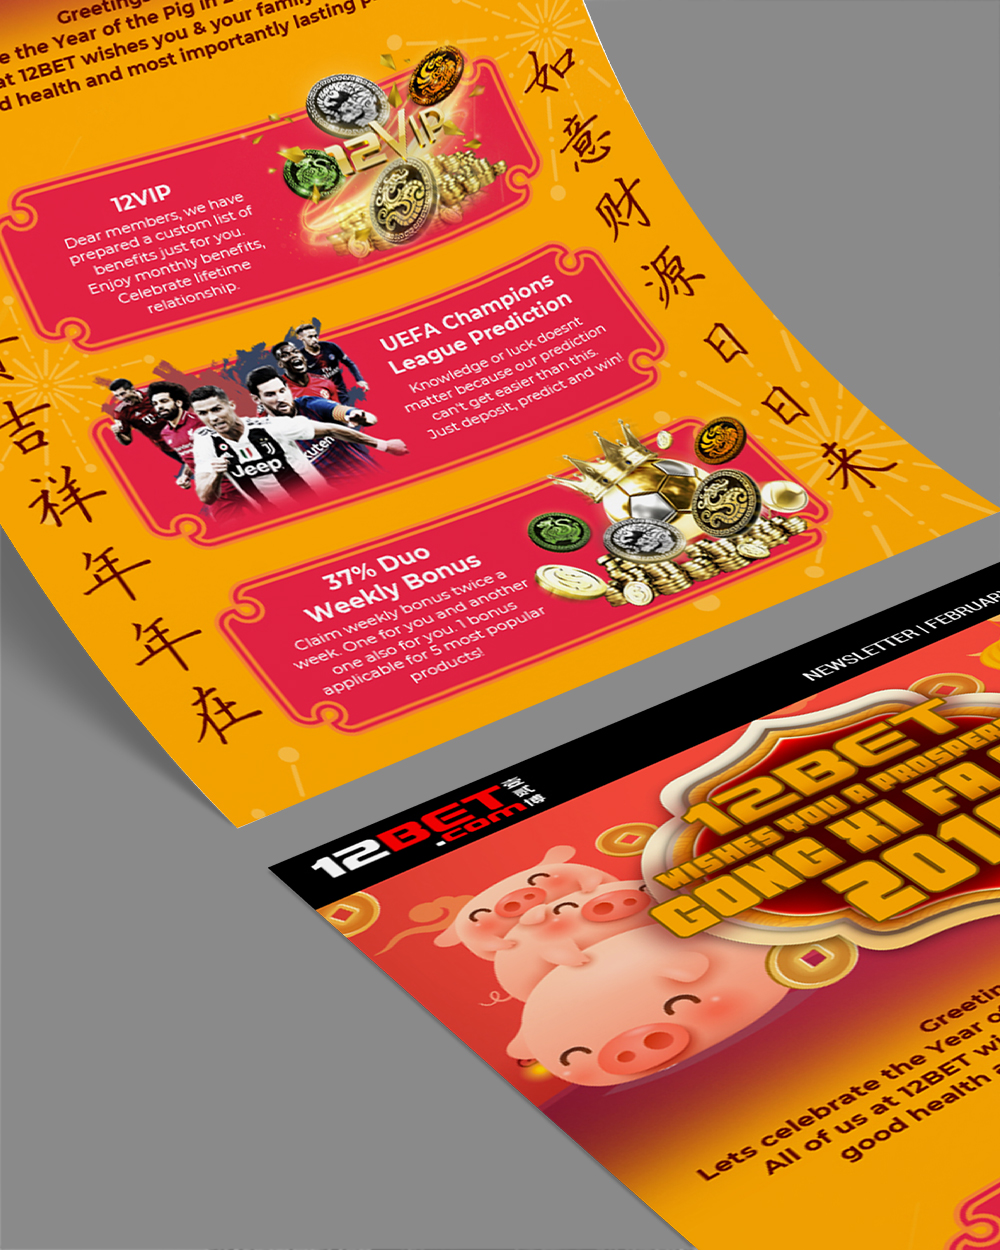 Greetings
the Year of the Pig in
at 12BET wishes you & your family
health and most importantly lasting
12VIP
Dear members, we have
prepared a custom list of
benefits just for you.
Enjoy monthly benefits,
Celebrate lifetime
relationship.
12VIP
UEFA Champions
League Prediction
Knowledge or luck doesnt
matter because our prediction
can't get easier than this.
Just deposit, predict and win!
Jeep
kuten
37% Duo
Weekly Bonus
Claim weekly bonus twice a
week. One for you and another
one also for you. 1 bonus
applicable for 5 most popular
products!
吉祥年年在
如意财源日日来
NEWSLETTER | FEBRUAR
12BET.com 壹贰博
12BET
WISHES YOU A PROSPER
GONG XI FA
201
Greetin
Lets celebrate the Year of
All of us at 12BET wi
good health